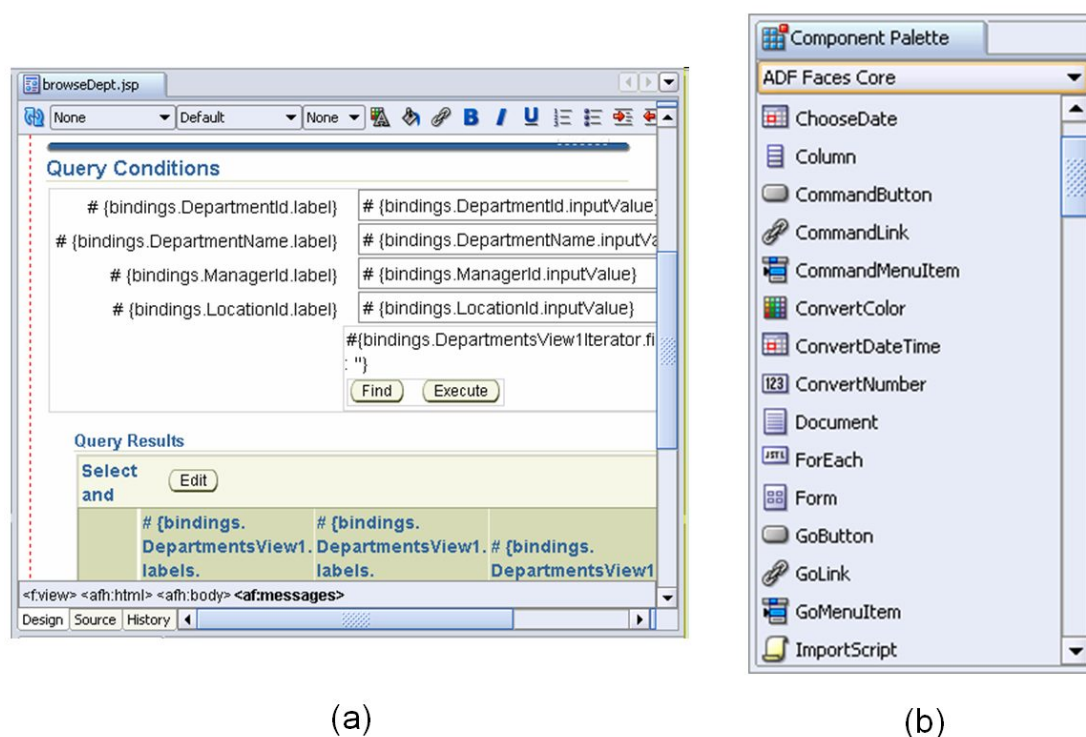 browseDept.jsp
None Default None B I U
Query Conditions
# {bindings.DepartmentId.label} # {bindings.DepartmentId.inputValue}
# {bindings.DepartmentName.label} # {bindings.DepartmentName.inputVa
# {bindings.ManagerId.label} # {bindings.ManagerId.inputValue}
# {bindings.LocationId.label} # {bindings.LocationId.inputValue}
#{bindings.DepartmentsView1Iterator.fi
: ''}
Find Execute
Query Results
Select
and
Edit
# {bindings.
DepartmentsView1.
labels.
# {bindings.
DepartmentsView1.
labels.
# {bindings.
DepartmentsView1
<f:view> <afh:html> <afh:body> <af:messages>
Design Source History
(a)
Component Palette
ADF Faces Core
ChooseDate
Column
CommandButton
CommandLink
CommandMenuItem
ConvertColor
ConvertDateTime
123 ConvertNumber
Document
JSTL ForEach
Form
GoButton
GoLink
GoMenuItem
ImportScript
(b)